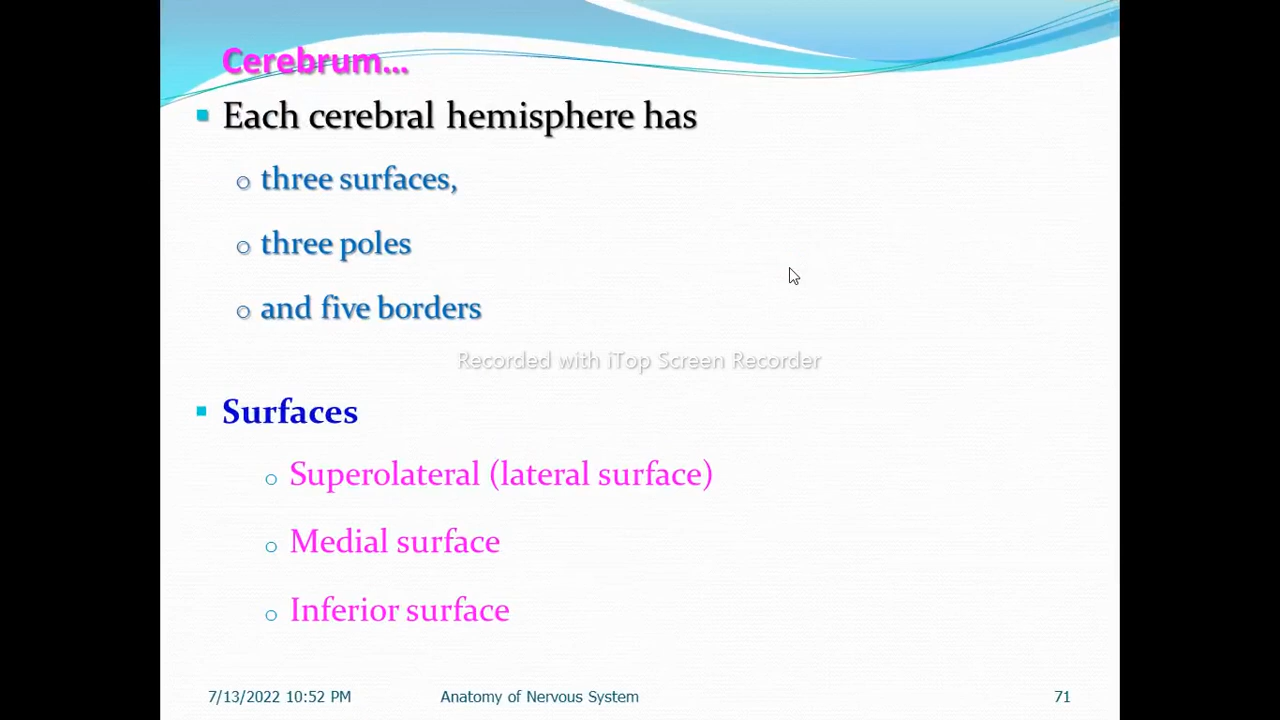 Cerebrum...
▪ Each cerebral hemisphere has
o three surfaces,
o three poles
o and five borders
Recorded with iTop Screen Recorder
▪ Surfaces
o Superolateral (lateral surface)
o Medial surface
o Inferior surface
7/13/2022 10:52 PM Anatomy of Nervous System 71